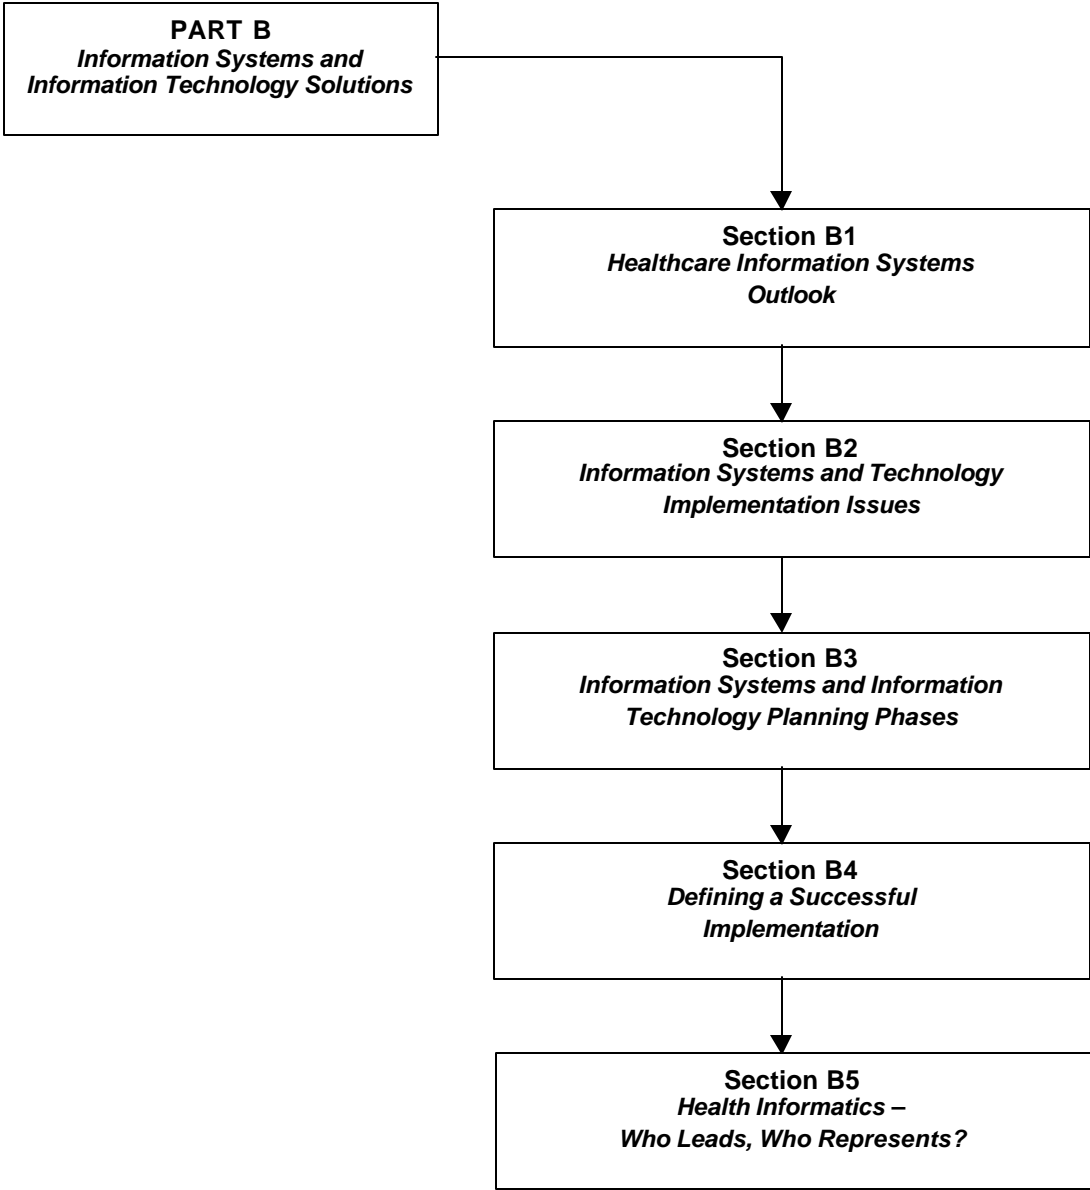 PART B
Information Systems and
Information Technology Solutions
Section B1
Healthcare Information Systems
Outlook
Section B2
Information Systems and Technology
Implementation Issues
Section B3
Information Systems and Information
Technology Planning Phases
Section B4
Defining a Successful
Implementation
Section B5
Health Informatics –
Who Leads, Who Represents?